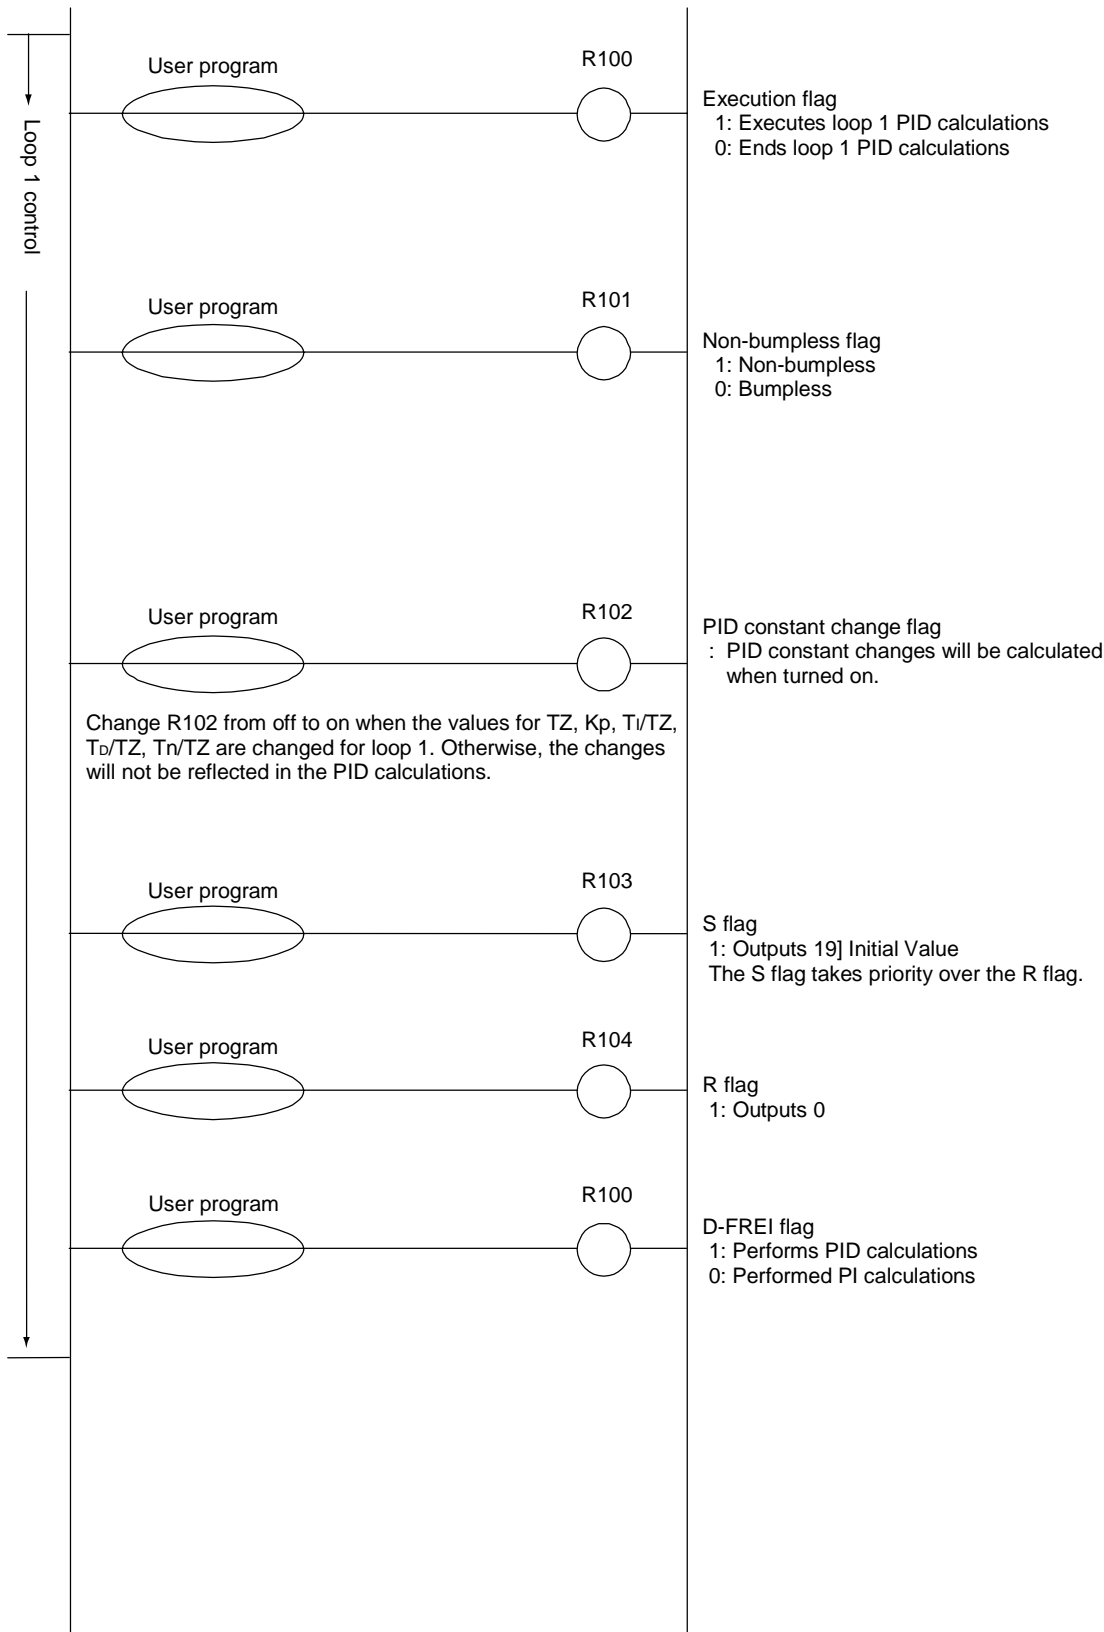 User program
R100
Execution flag
1: Executes loop 1 PID calculations
0: Ends loop 1 PID calculations
Loop 1 control
User program
R101
Non-bumpless flag
1: Non-bumpless
0: Bumpless
User program
R102
PID constant change flag
: PID constant changes will be calculated
when turned on.
Change R102 from off to on when the values for TZ, Kp, TI/TZ,
TD/TZ, Tn/TZ are changed for loop 1. Otherwise, the changes
will not be reflected in the PID calculations.
User program
R103
S flag
1: Outputs 19] Initial Value
The S flag takes priority over the R flag.
User program
R104
R flag
1: Outputs 0
User program
R100
D-FREI flag
1: Performs PID calculations
0: Performed PI calculations